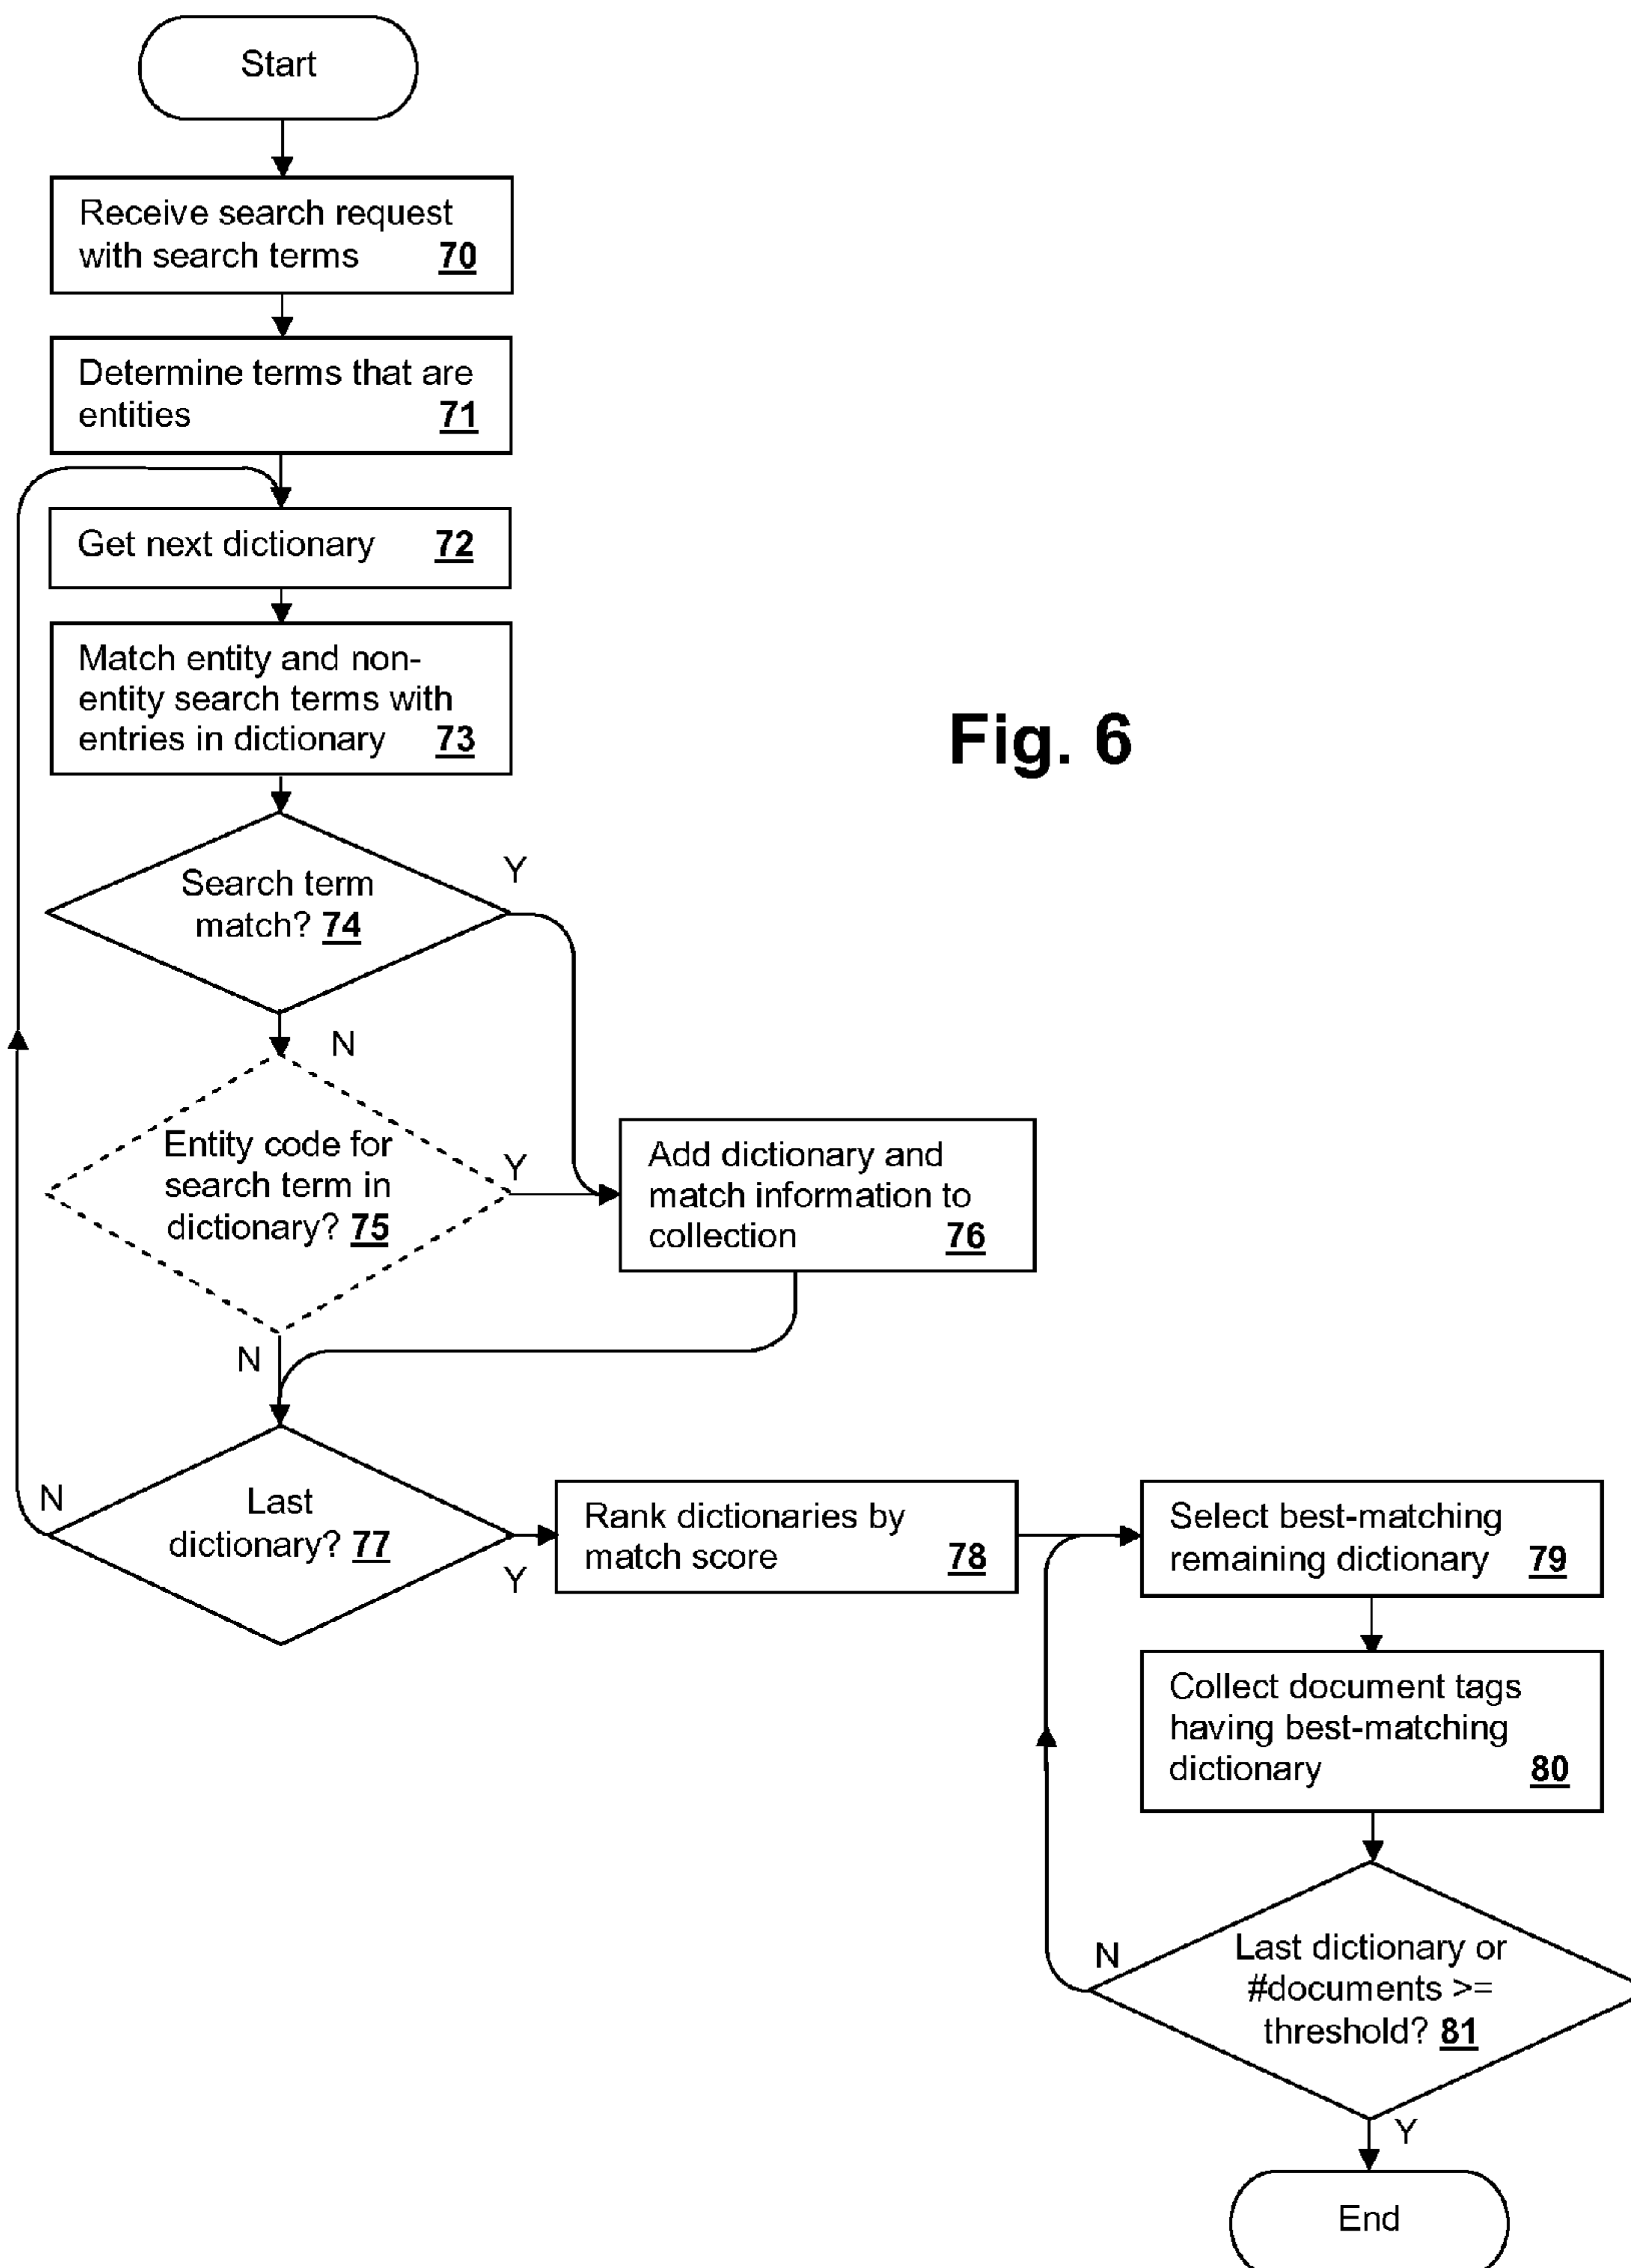 Start
Receive search request
with search terms 70
Determine terms that are
entities 71
Get next dictionary 72
Match entity and non-
entity search terms with
entries in dictionary 73
Fig. 6
Search term
match? 74
Y
N
Entity code for
search term in
dictionary? 75
Y
Add dictionary and
match information to
collection 76
N
Last
dictionary? 77
N
Y
Rank dictionaries by
match score 78
Select best-matching
remaining dictionary 79
Collect document tags
having best-matching
dictionary 80
Last dictionary or
#documents >=
threshold? 81
N
Y
End